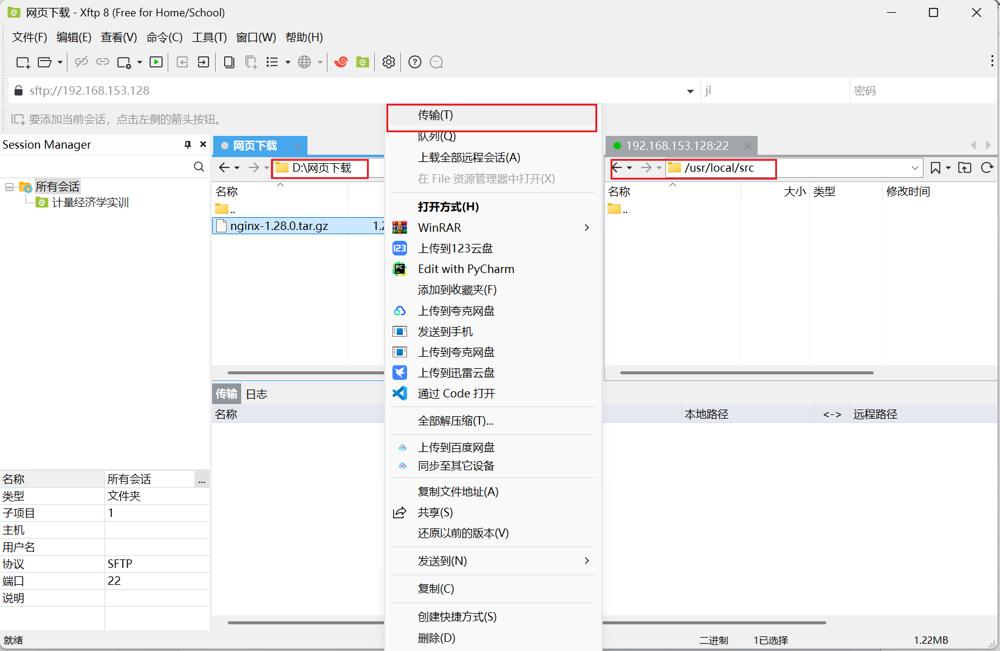 网页下载 - Xftp 8 (Free for Home/School)
文件(F) 编辑(E) 查看(V) 命令(C) 工具(T) 窗口(W) 帮助(H)
sftp://192.168.153.128
jl
密码
要添加当前会话，点击左侧的箭头按钮。
Session Manager
所有会话
计量经济学实训
名称 所有会话 ...
类型 文件夹
子项目 1
主机
用户名
协议 SFTP
端口 22
说明
就绪
网页下载
D:\网页下载
名称
..
nginx-1.28.0.tar.gz 1.2
传输(T)
队列(Q)
上载全部远程会话(A)
在 File 资源管理器中打开(X)
打开方式(H)
WinRAR
上传到123云盘
Edit with PyCharm
添加到收藏夹(F)
上传到夸克网盘
发送到手机
上传到夸克网盘
上传到迅雷云盘
通过 Code 打开
全部解压缩(T)...
上传到百度网盘
同步至其它设备
复制文件地址(A)
共享(S)
还原以前的版本(V)
发送到(N)
复制(C)
创建快捷方式(S)
删除(D)
192.168.153.128:22
/usr/local/src
名称 大小 类型 修改时间
..
传输 日志
名称 本地路径 <-> 远程路径
二进制 1已选择 1.22MB